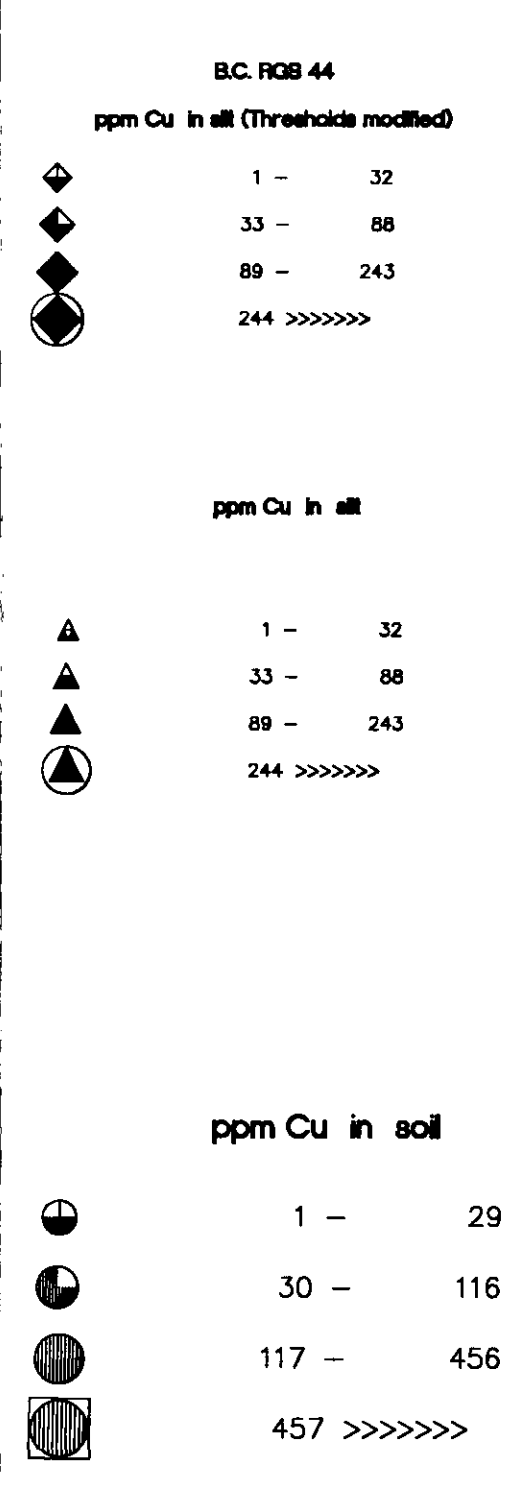 B.C. RGS 44
ppm Cu in silt (Thresholds modified)
1 - 32
33 - 88
89 - 243
244 >>>>>>>
ppm Cu in silt
1 - 32
33 - 88
89 - 243
244 >>>>>>>
ppm Cu in soil
1 - 29
30 - 116
117 - 456
457 >>>>>>>